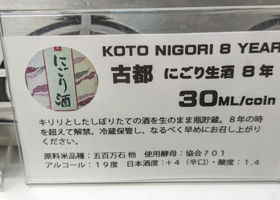 KOTO NIGORI 8 YEAR
古都 にごり生酒 8年
30ML/coin
にごり酒
キリリとしたしぼりたての酒を生のまま瓶貯蔵。8年の時
を超えて解禁。冷蔵保管し、なるべく早めにお召し上がり
ください。
原料米品種：五百万石 他 使用酵母：協会701
アルコール：19度 日本酒度：+4（辛口）・酸度：1.4